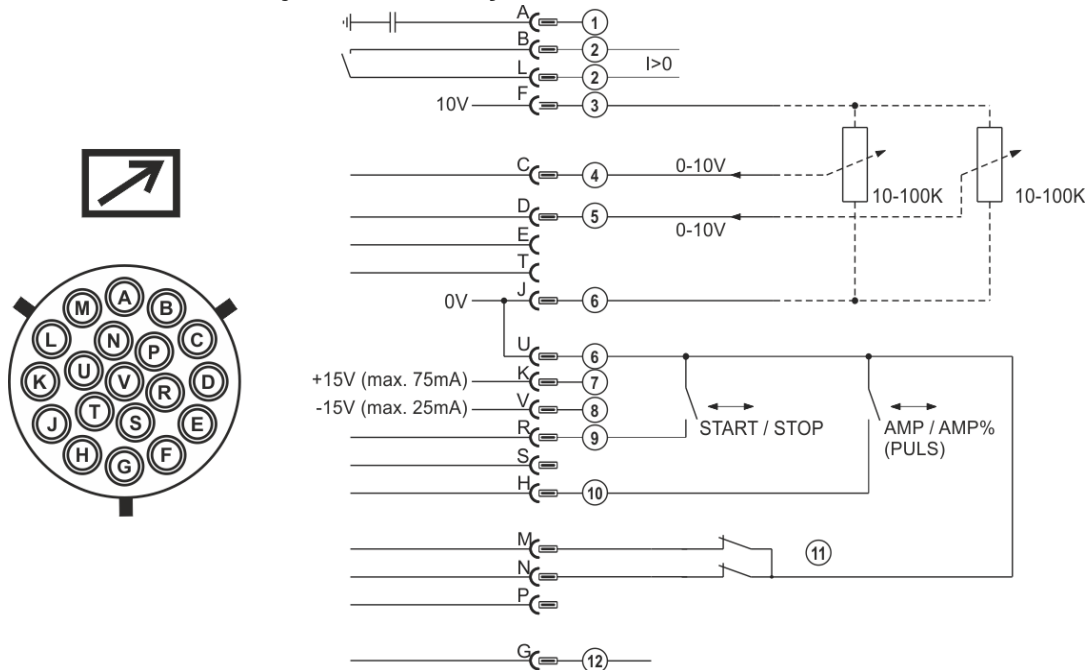 A 1
B 2
I>0
L 2
10V F 3
C 4 0-10V
10-100K 10-100K
D 5
0-10V
E
T
0V J 6
U 6
+15V (max. 75mA) K 7
-15V (max. 25mA) V 8
START / STOP
AMP / AMP%
(PULS)
R 9
S
H 10
M
11
N
P
G 12
A
M B
N
L P C
U
K V R D
T
J S E
H F
G